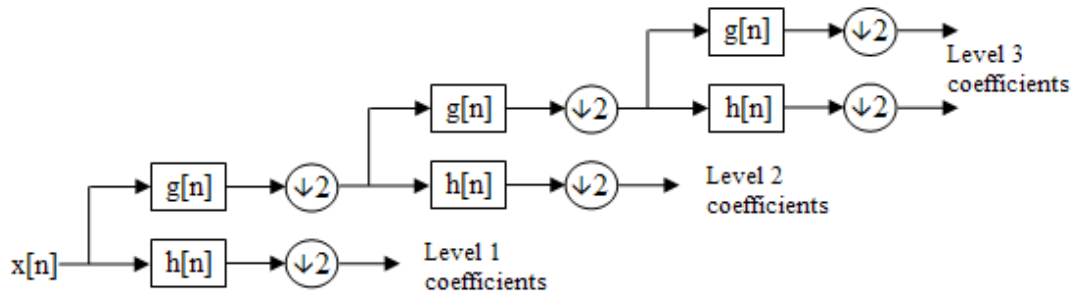 g[n] ↓2
Level 3
coefficients
g[n] ↓2 h[n] ↓2
g[n] ↓2 h[n] ↓2
Level 2
coefficients
x[n] h[n] ↓2
Level 1
coefficients